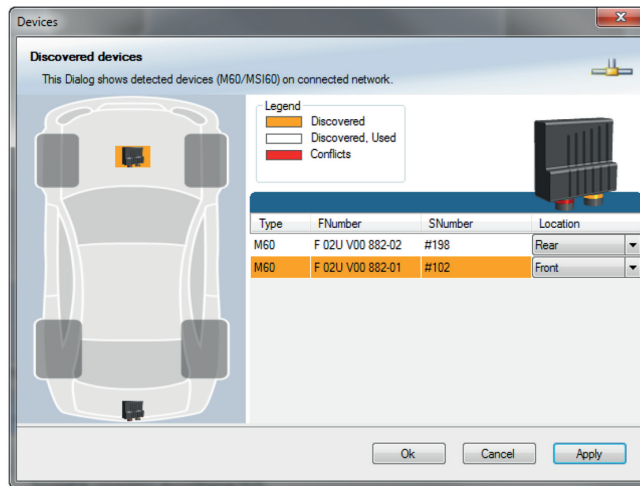 Devices
Discovered devices
This Dialog shows detected devices (M60/MSI60) on connected network.
Legend
Discovered
Discovered, Used
Conflicts
Type FNumber SNumber Location
M60 F 02U V00 882-02 #198 Rear
M60 F 02U V00 882-01 #102 Front
Ok Cancel Apply